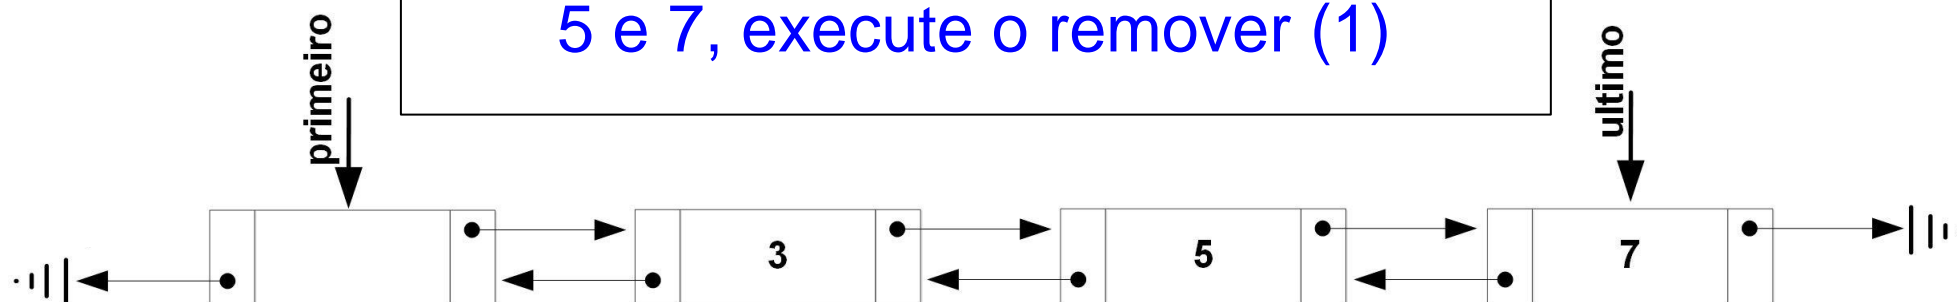 5 e 7, execute o remover (1)
primeiro
ultimo
3
5
7